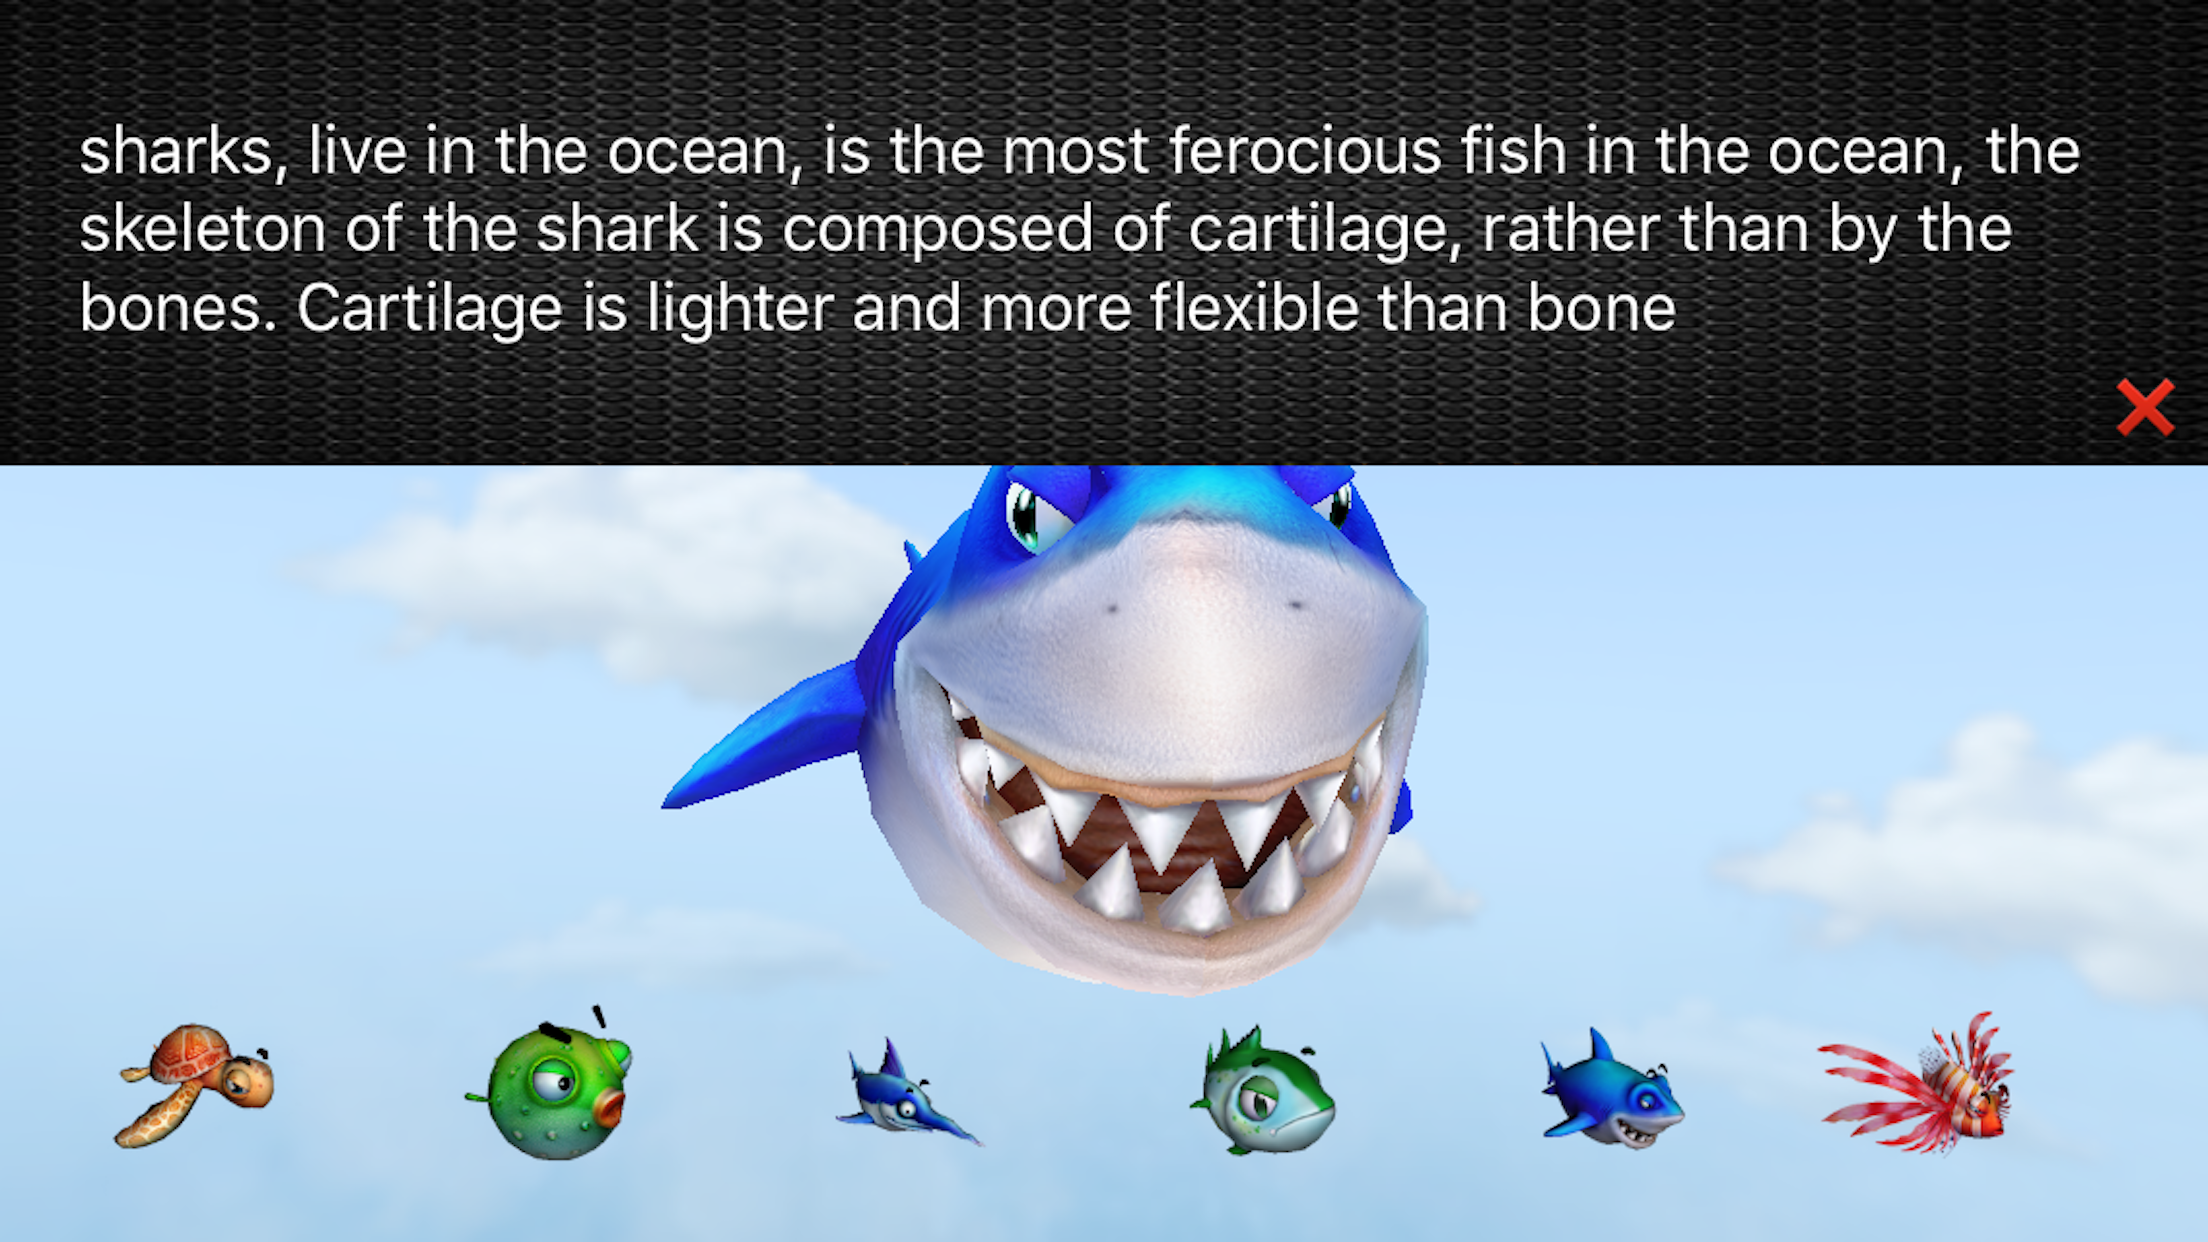 sharks, live in the ocean, is the most ferocious fish in the ocean, the
skeleton of the shark is composed of cartilage, rather than by the
bones. Cartilage is lighter and more flexible than bone